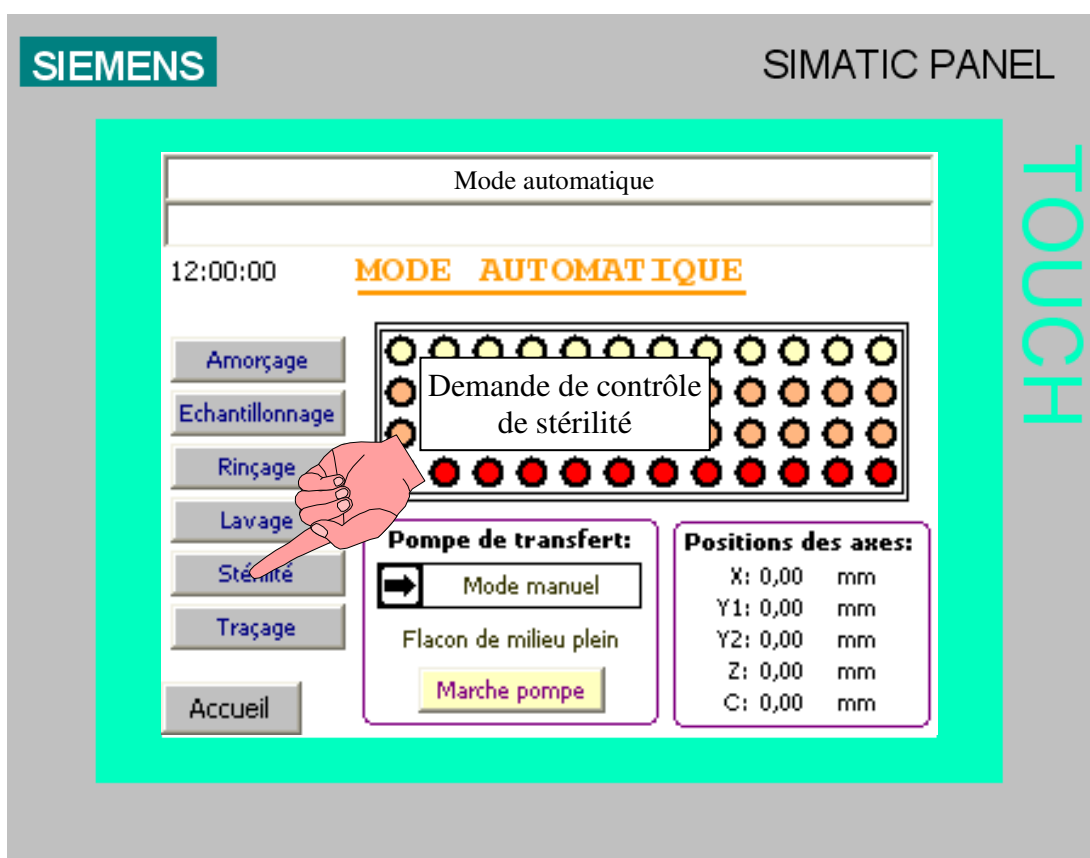 SIEMENS
SIMATIC PANEL
TOUCH
Mode automatique
12:00:00
MODE AUTOMATIQUE
Amorçage
Echantillonnage
Rinçage
Lavage
Stérilité
Traçage
Accueil
Demande de contrôle
de stérilité
Pompe de transfert:
Mode manuel
Flacon de milieu plein
Marche pompe
Positions des axes:
X: 0,00 mm
Y1: 0,00 mm
Y2: 0,00 mm
Z: 0,00 mm
C: 0,00 mm